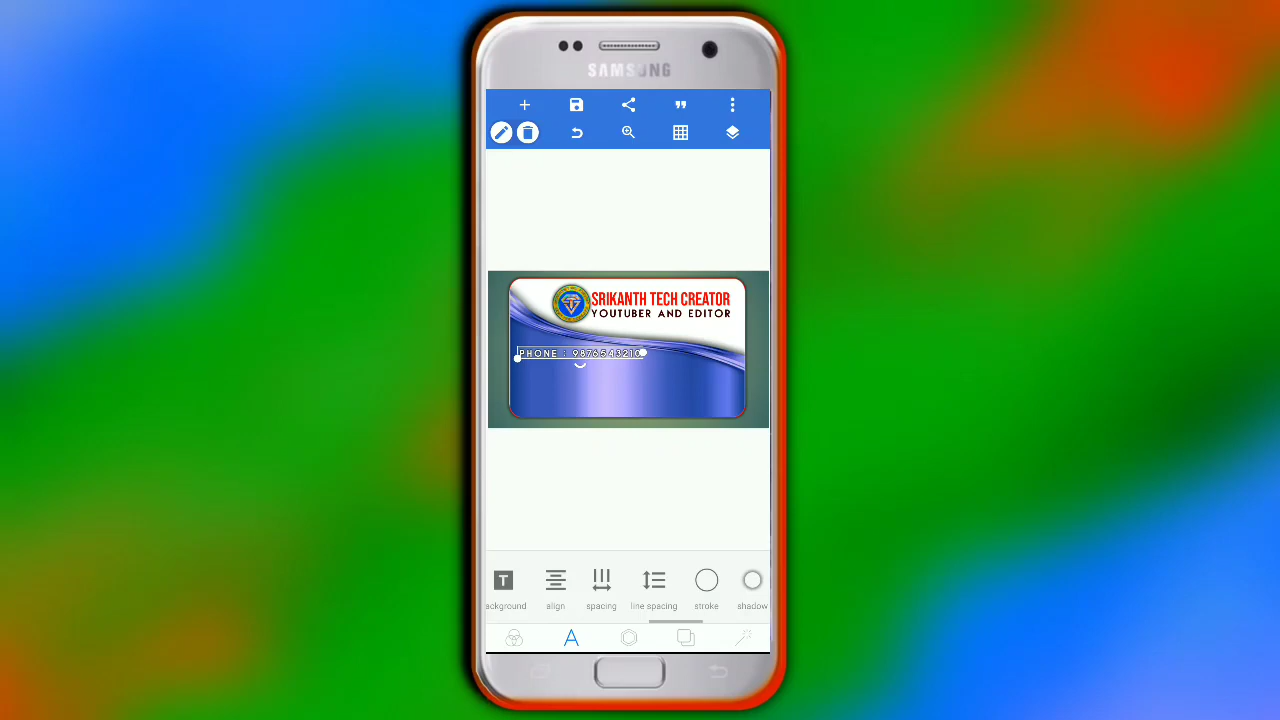 SAMSUNG
SRIKANTH TECH CREATOR
YOUTUBER AND EDITOR
PHONE : 9876543210
ackground align spacing line spacing stroke shadow